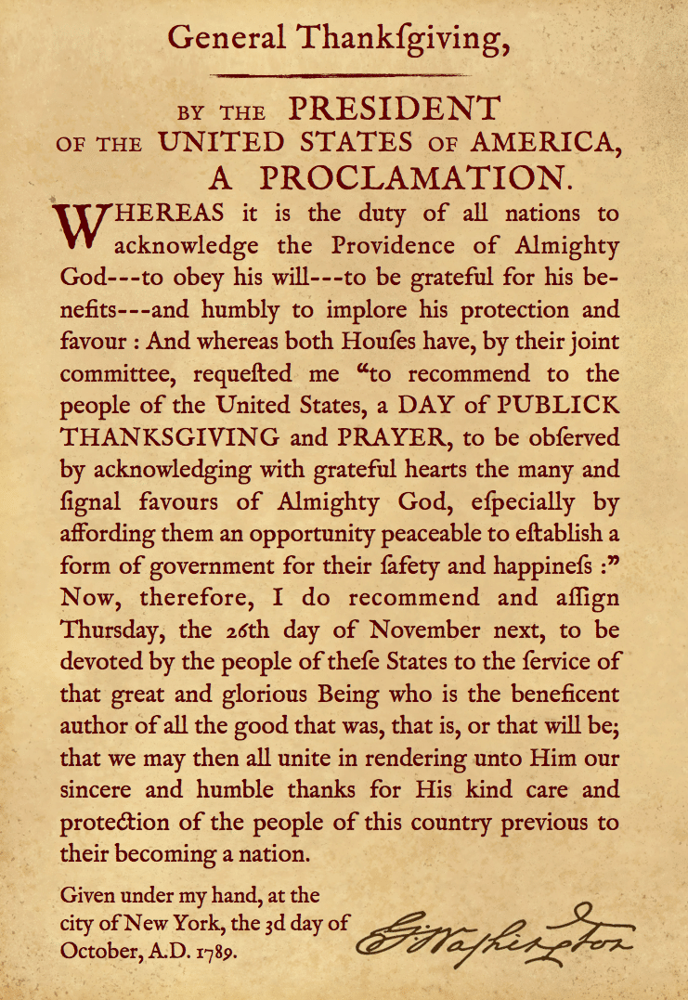 General Thankſgiving,
BY THE PRESIDENT
OF THE UNITED STATES OF AMERICA,
A PROCLAMATION.
WHEREAS it is the duty of all nations to
acknowledge the Providence of Almighty
God---to obey his will---to be grateful for his be-
nefits---and humbly to implore his protection and
favour : And whereas both Houſes have, by their joint
committee, requeſted me “to recommend to the
people of the United States, a DAY of PUBLICK
THANKSGIVING and PRAYER, to be obſerved
by acknowledging with grateful hearts the many and
ſignal favours of Almighty God, eſpecially by
affording them an opportunity peaceable to eſtabliſh a
form of government for their ſafety and happineſs :”
Now, therefore, I do recommend and aſſign
Thursday, the 26th day of November next, to be
devoted by the people of theſe States to the ſervice of
that great and glorious Being who is the beneficent
author of all the good that was, that is, or that will be;
that we may then all unite in rendering unto Him our
sincere and humble thanks for His kind care and
protection of the people of this country previous to
their becoming a nation.
Given under my hand, at the
city of New York, the 3d day of
October, A.D. 1789.
G. Washington